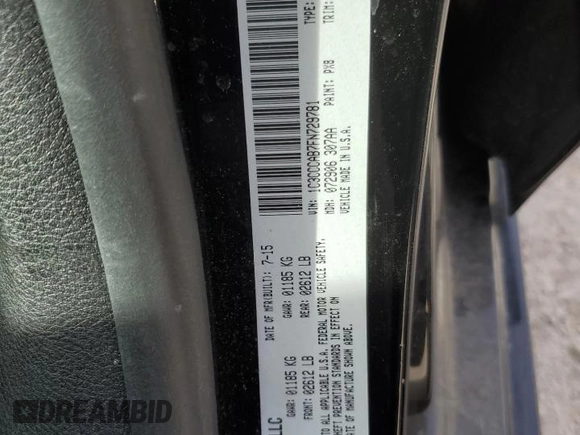 LLC
DATE OF MFR(BUILT): 7-15
GAWR: 01185 KG GAWR: 01185 KG
FRONT: 02612 LB REAR: 02612 LB
TO ALL APPLICABLE U.S.A. FEDERAL MOTOR VEHICLE SAFETY,
THEFT PREVENTION STANDARDS IN EFFECT ON
DATE OF MANUFACTURE SHOWN ABOVE.
VIN: 1C3CCCAB7FN729781 TYPE:
MDH: 072906 307AA PAINT: PX8 TRIM:
VEHICLE MADE IN U.S.A.
DREAMBID